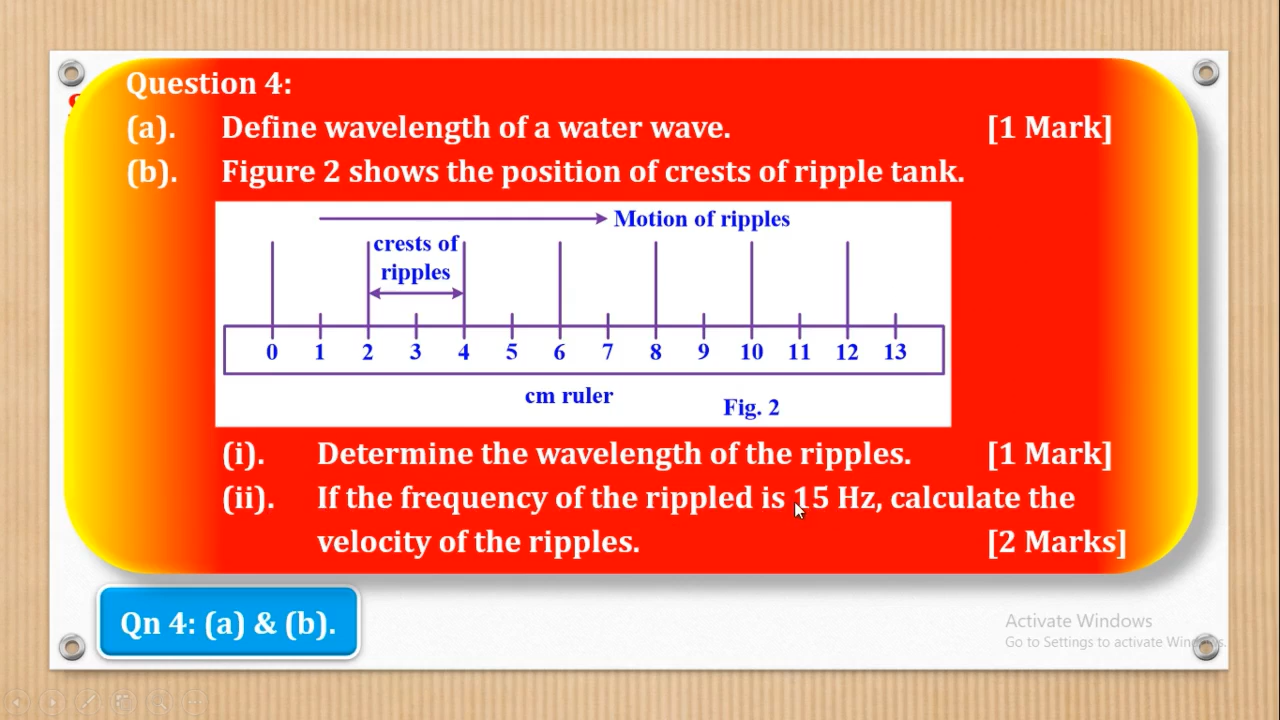 Question 4:
(a). Define wavelength of a water wave. [1 Mark]
(b). Figure 2 shows the position of crests of ripple tank.
Motion of ripples
crests of
ripples
0 1 2 3 4 5 6 7 8 9 10 11 12 13
cm ruler
Fig. 2
(i). Determine the wavelength of the ripples. [1 Mark]
(ii). If the frequency of the rippled is 15 Hz, calculate the
velocity of the ripples. [2 Marks]
Qn 4: (a) & (b).
Activate Windows
Go to Settings to activate Windows.